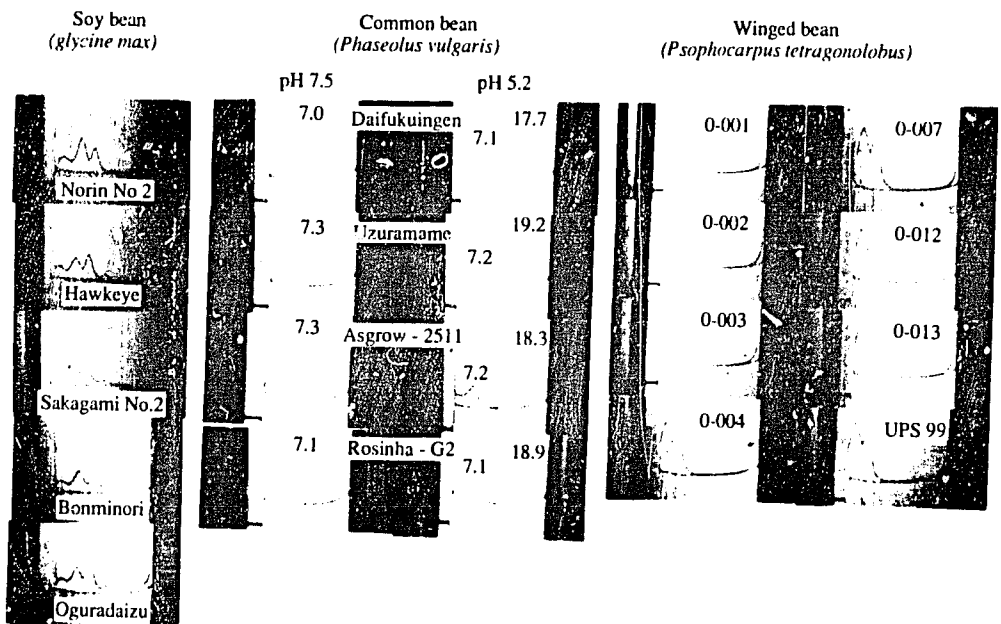 Soy bean
(glycine max)
Common bean
(Phaseolus vulgaris)
Winged bean
(Psophocarpus tetragonolobus)
pH 7.5
pH 5.2
7.0
Daifukuingen
7.1
17.7
0-001
0-007
Norin No 2
7.3
Uzuramame
7.2
19.2
0-002
0-012
Hawkeye
7.3
Asgrow - 2511
7.2
18.3
0-003
0-013
Sakagami No.2
7.1
Rosinha - G2
7.1
18.9
0-004
UPS 99
Bonminori
Oguradaizu